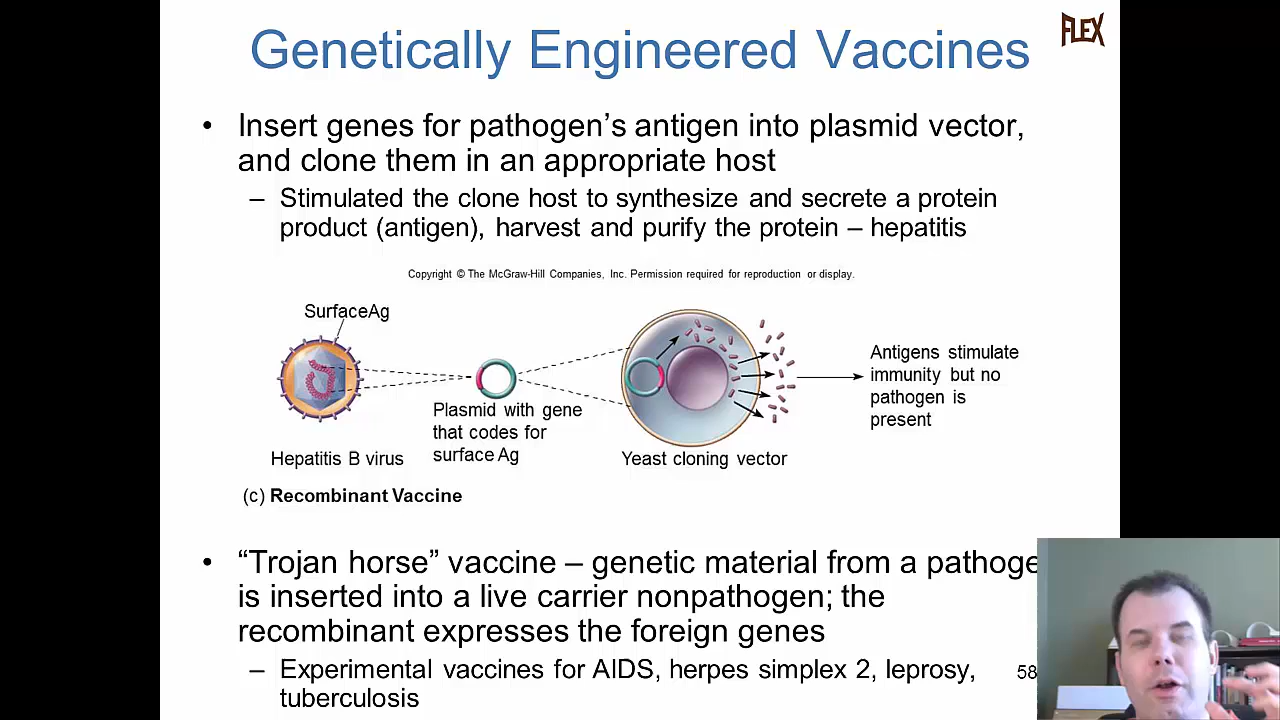 Genetically Engineered Vaccines
FLEX
• Insert genes for pathogen’s antigen into plasmid vector,
and clone them in an appropriate host
– Stimulated the clone host to synthesize and secrete a protein
product (antigen), harvest and purify the protein – hepatitis
Copyright © The McGraw-Hill Companies, Inc. Permission required for reproduction or display.
SurfaceAg
Hepatitis B virus
Plasmid with gene
that codes for
surface Ag
Yeast cloning vector
Antigens stimulate
immunity but no
pathogen is
present
(c) Recombinant Vaccine
• “Trojan horse” vaccine – genetic material from a pathoge
is inserted into a live carrier nonpathogen; the
recombinant expresses the foreign genes
– Experimental vaccines for AIDS, herpes simplex 2, leprosy,
tuberculosis
58